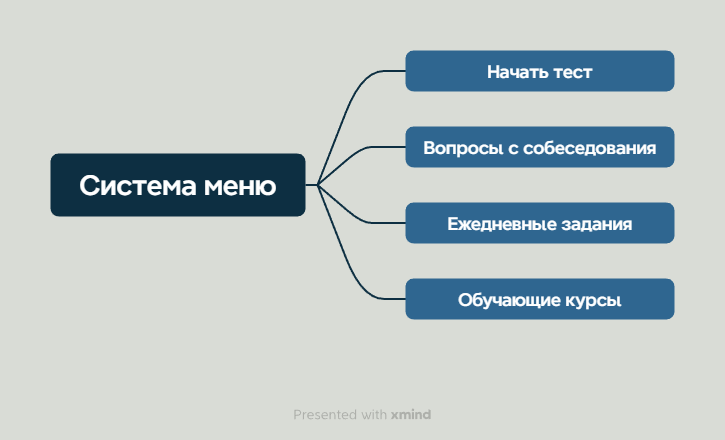 Система меню
Начать тест
Вопросы с собеседования
Ежедневные задания
Обучающие курсы
Presented with xmind